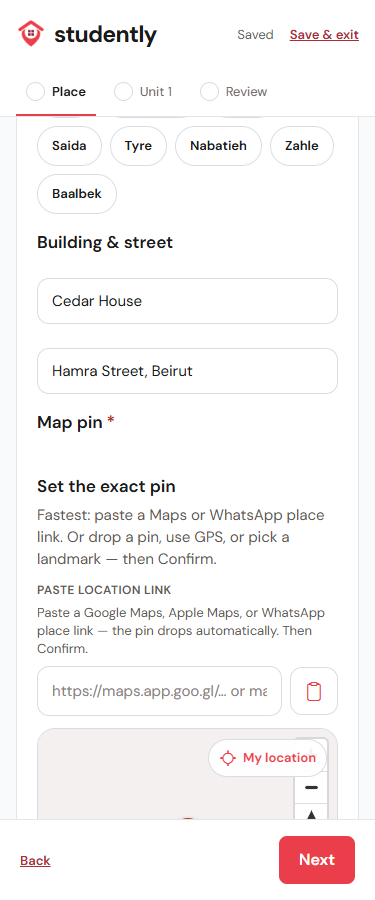 studently
Saved
Save & exit
Place
Unit 1
Review
Saida
Tyre
Nabatieh
Zahle
Baalbek
Building & street
Cedar House
Hamra Street, Beirut
Map pin *
Set the exact pin
Fastest: paste a Maps or WhatsApp place
link. Or drop a pin, use GPS, or pick a
landmark — then Confirm.
PASTE LOCATION LINK
Paste a Google Maps, Apple Maps, or WhatsApp
place link — the pin drops automatically. Then
Confirm.
https://maps.app.goo.gl/... or ma
My location
Back
Next